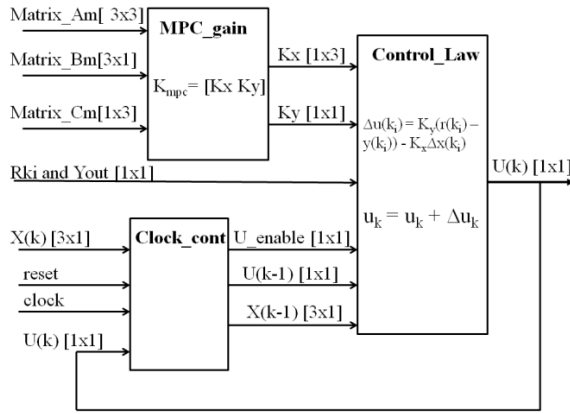 Matrix_Am[ 3x3]
MPC_gain
Matrix_Bm[3x1]
Kmpc= [Kx Ky]
Matrix_Cm[1x3]
Kx [1x3]
Ky [1x1]
Control_Law
Δu(ki) = Ky(r(ki) –
y(ki)) - KxΔx(ki)
uk = uk + Δuk
U(k) [1x1]
Rki and Yout [1x1]
X(k) [3x1]
reset
clock
U(k) [1x1]
Clock_cont
U_enable [1x1]
U(k-1) [1x1]
X(k-1) [3x1]